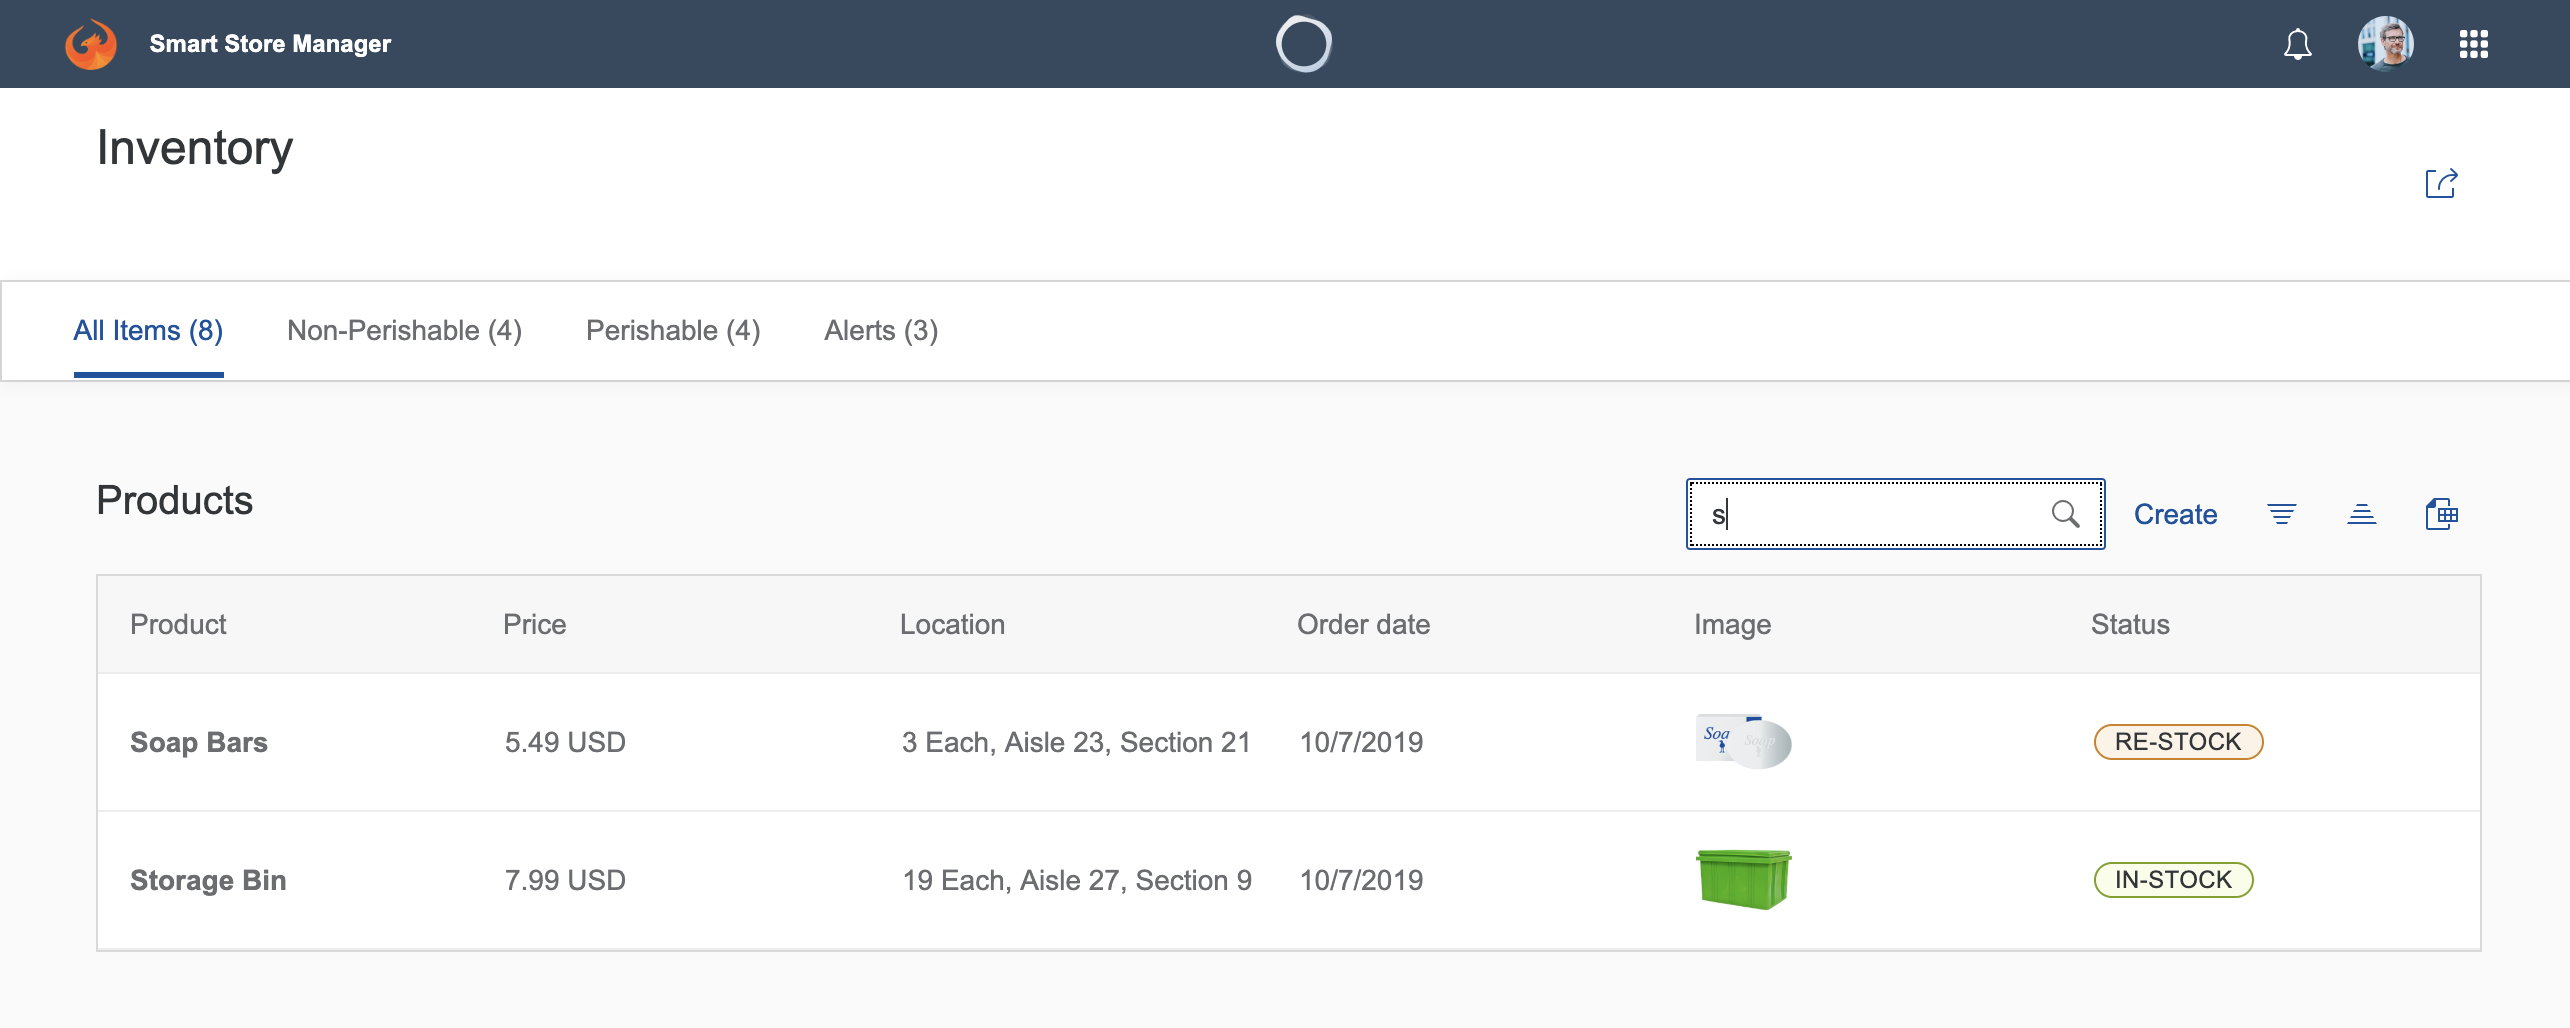 Smart Store Manager
Inventory
All Items (8) Non-Perishable (4) Perishable (4) Alerts (3)
Products
s
Create
Product Price Location Order date Image Status
Soap Bars 5.49 USD 3 Each, Aisle 23, Section 21 10/7/2019 Soa Soap RE-STOCK
Storage Bin 7.99 USD 19 Each, Aisle 27, Section 9 10/7/2019 IN-STOCK